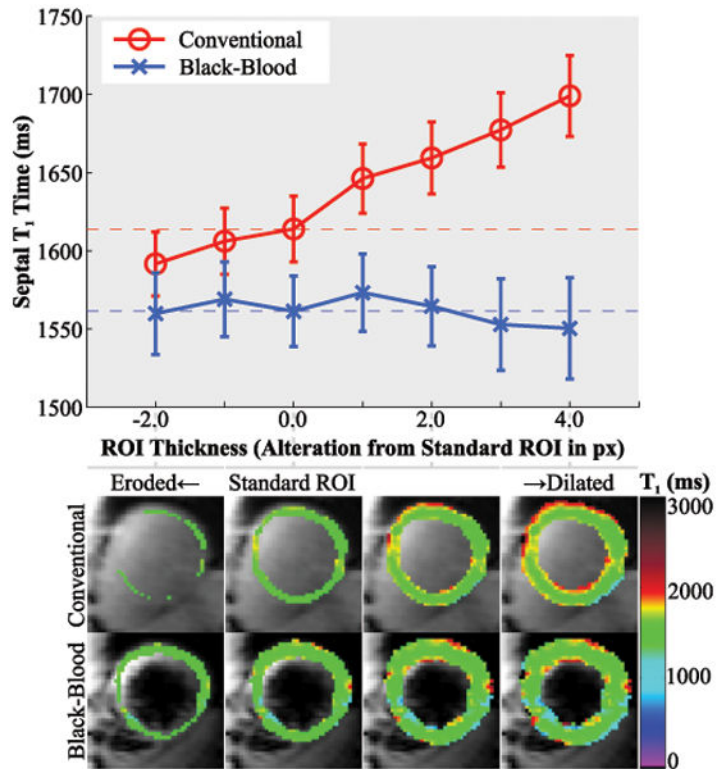 1750
1700
1650
1600
1550
1500
Septal T₁ Time (ms)
Conventional
Black-Blood
-2.0 0.0 2.0 4.0
ROI Thickness (Alteration from Standard ROI in px)
Eroded← Standard ROI →Dilated T₁ (ms)
Conventional
Black-Blood
3000
2000
1000
0